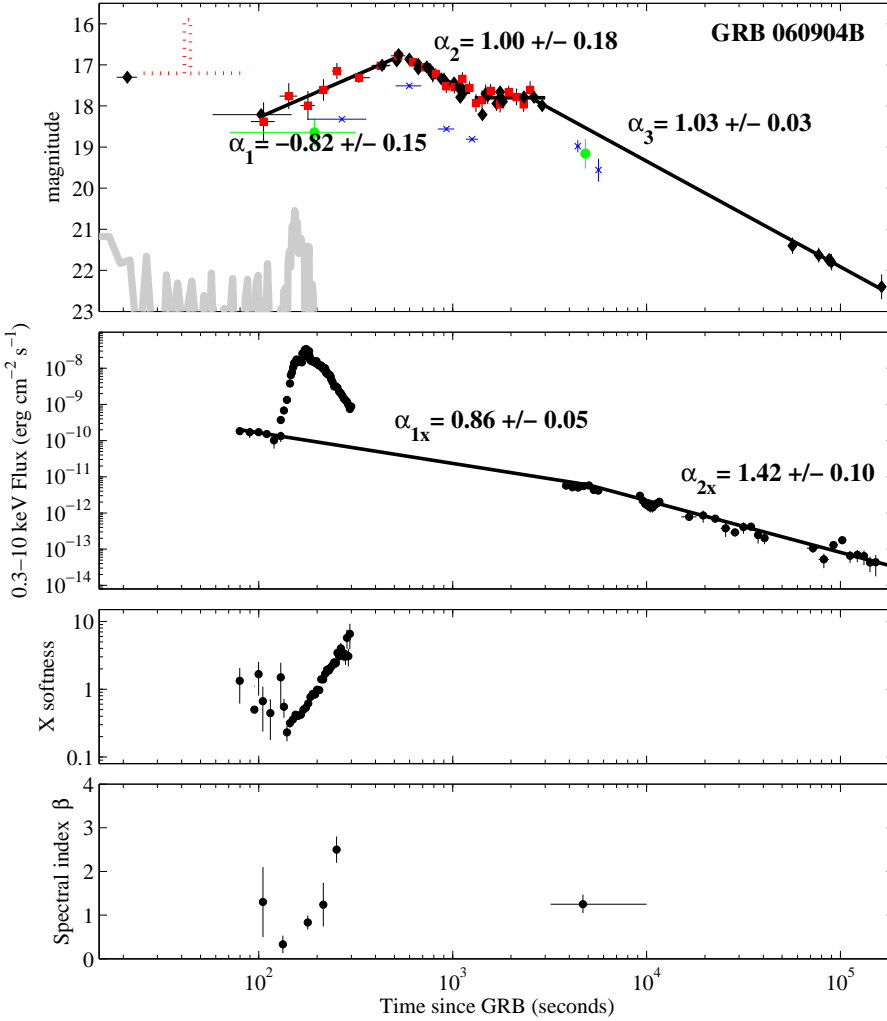 GRB 060904B
magnitude
16
17
18
19
20
21
22
23
α1= −0.82 +/− 0.15
α2 = 1.00 +/− 0.18
α3 = 1.03 +/− 0.03
0.3−10 keV Flux (erg cm−2 s−1)
10−8
10−9
10−10
10−11
10−12
10−13
10−14
α1x = 0.86 +/− 0.05
α2x = 1.42 +/− 0.10
X softness
10
1
0.1
Spectral index β
4
3
2
1
0
102
103
104
105
Time since GRB (seconds)